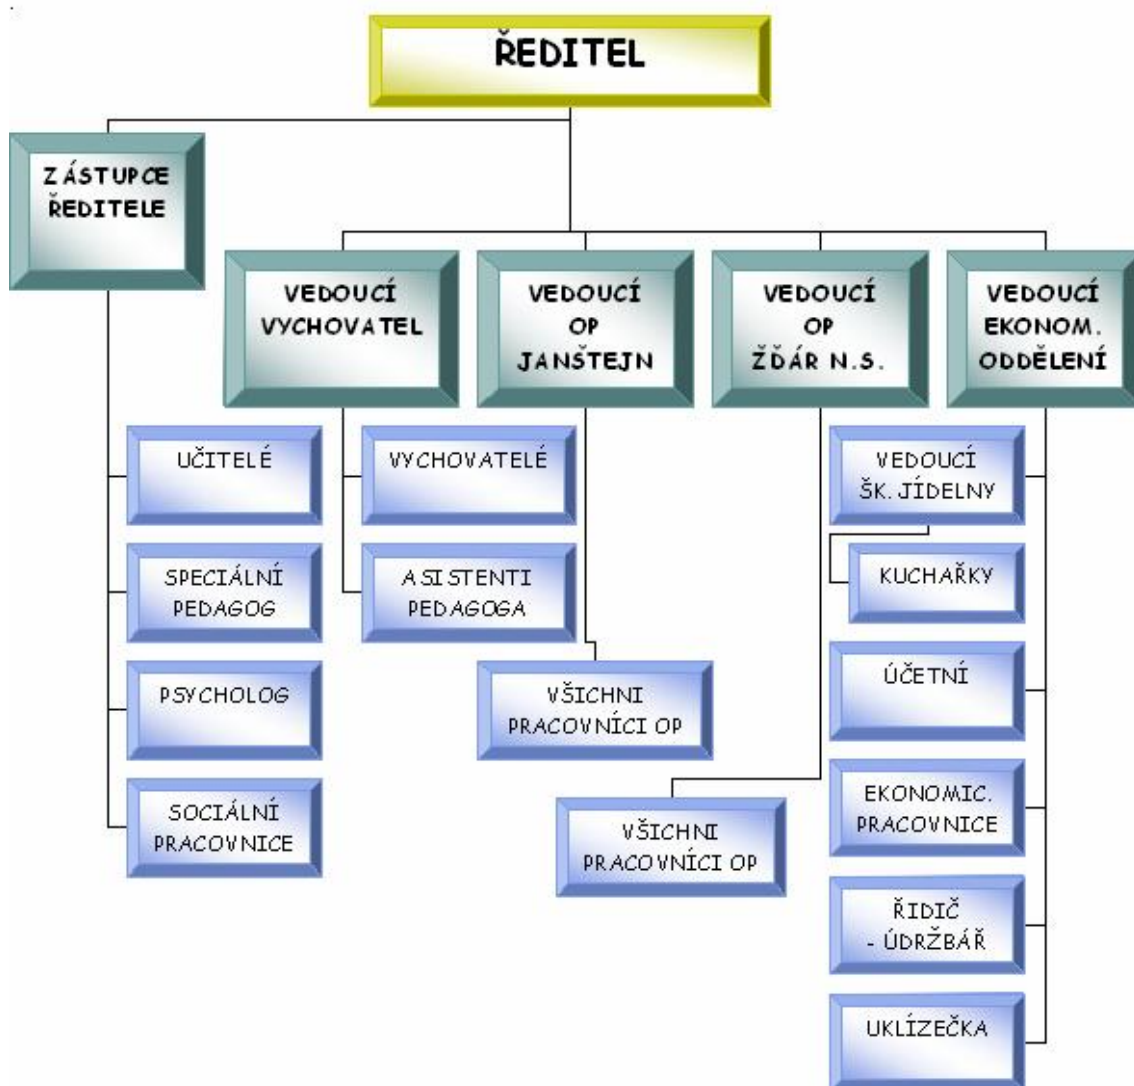 ŘEDITEL
ZÁSTUPCE
ŘEDITELE
VEDOUCÍ
VYCHOVATEL
VEDOUCÍ
OP
JANŠTEJN
VEDOUCÍ
OP
ŽĎÁR N.S.
VEDOUCÍ
EKONOM.
ODDĚLENÍ
UČITELÉ
SPECIÁLNÍ
PEDAGOG
PSYCHOLOG
SOCIÁLNÍ
PRACOVNICE
VYCHOVATELÉ
ASISTENTI
PEDAGOGA
VŠICHNI
PRACOVNÍCI OP
VŠICHNI
PRACOVNÍCI OP
VEDOUCÍ
ŠK. JÍDELNY
KUCHAŘKY
ÚČETNÍ
EKONOMIC.
PRACOVNICE
ŘIDIČ
- ÚDRŽBÁŘ
UKLÍZEČKA